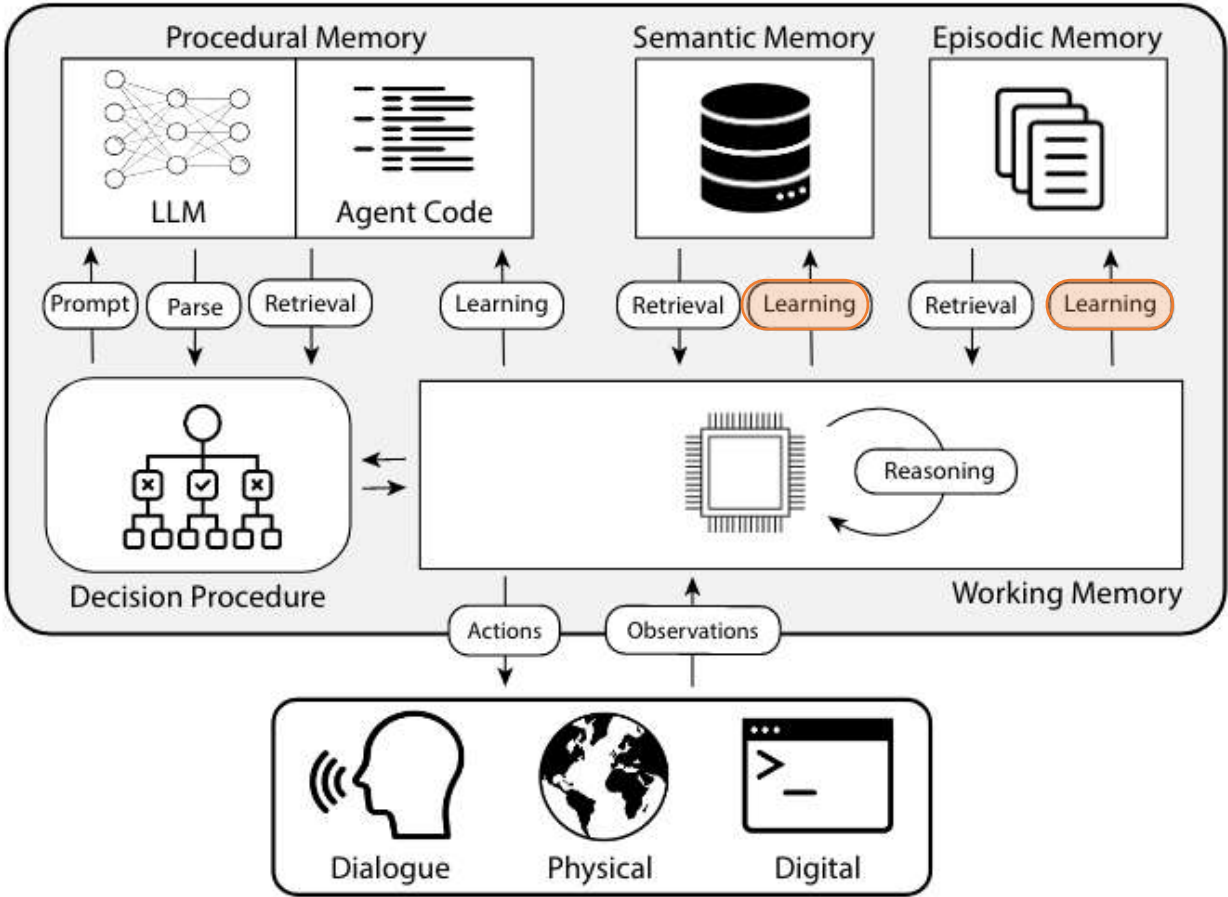 Procedural Memory
Semantic Memory
Episodic Memory
LLM
Agent Code
Prompt
Parse
Retrieval
Learning
Retrieval
Learning
Retrieval
Learning
Reasoning
Decision Procedure
Working Memory
Actions
Observations
>_
Dialogue
Physical
Digital